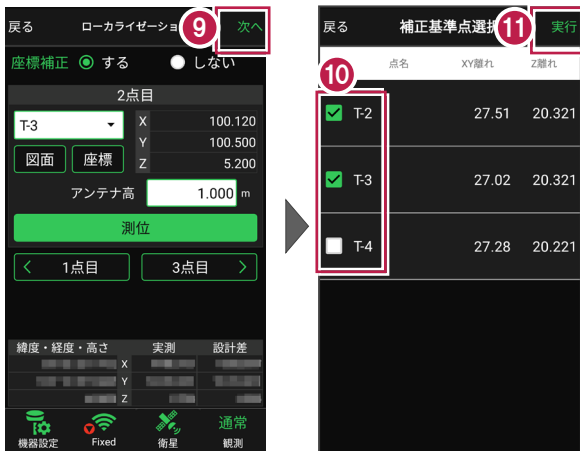 戻る ローカライゼーショ 9 次へ
座標補正 する しない
2点目
T-3 X 100.120
Y 100.500
図面 座標 Z 5.200
アンテナ高 1.000 m
測位
1点目 3点目
緯度・経度・高さ 実測 設計差
X
Y
Z
通常
機器設定 Fixed 衛星 観測
戻る 補正基準点選択 11 実行
10 点名 XY離れ Z離れ
T-2 27.51 20.321
T-3 27.02 20.321
T-4 27.28 20.221